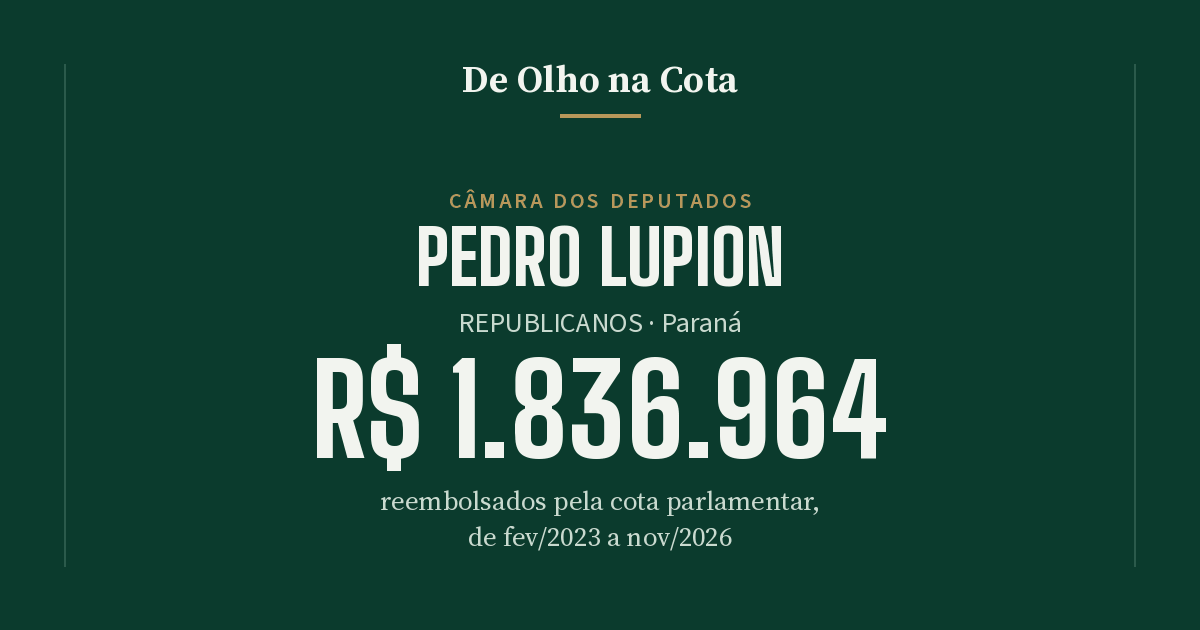 De Olho na Cota
CÂMARA DOS DEPUTADOS
PEDRO LUPION
REPUBLICANOS · Paraná
R$ 1.836.964
reembolsados pela cota parlamentar,
de fev/2023 a nov/2026